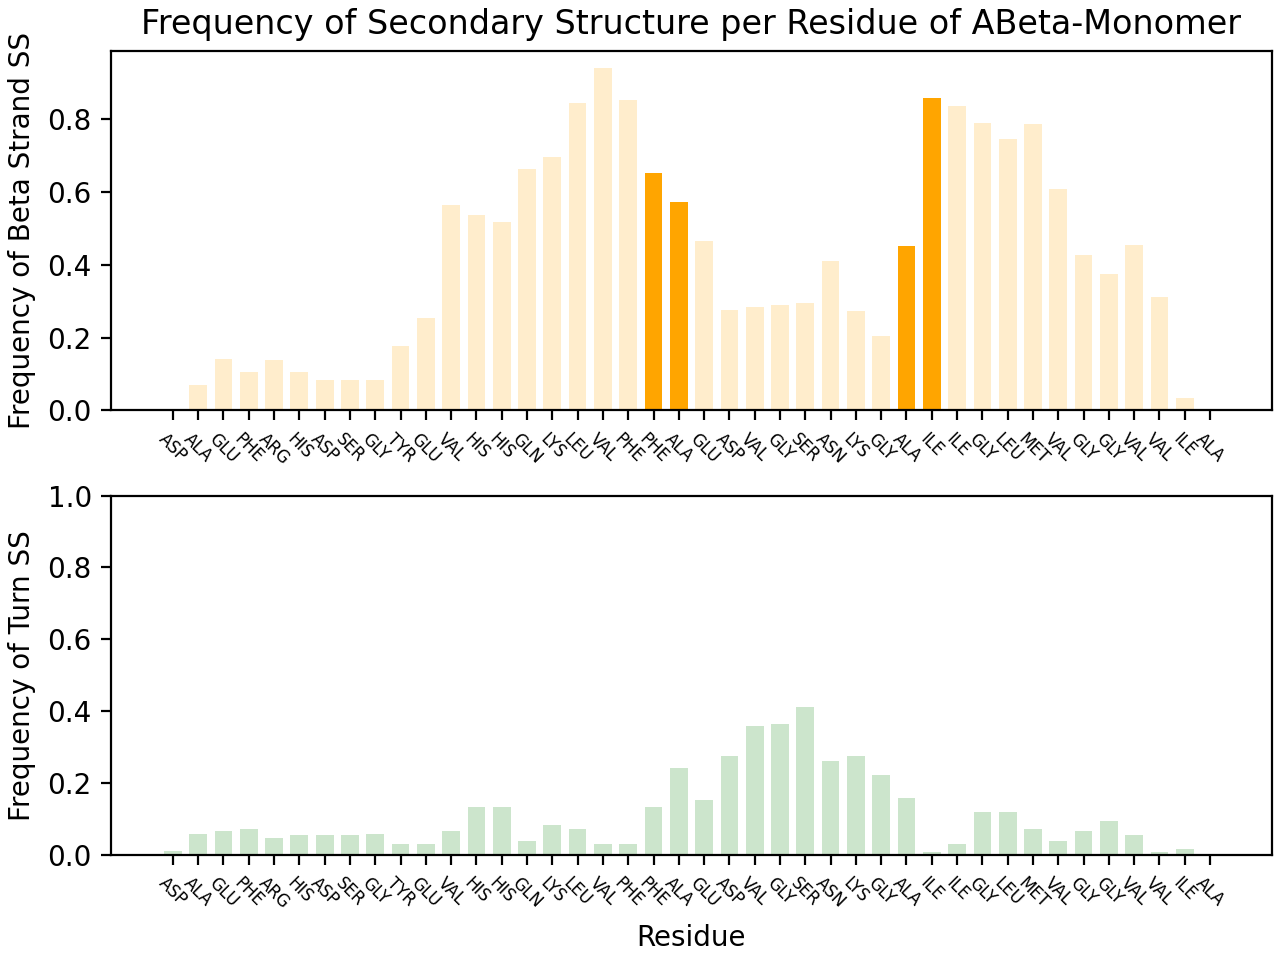 Frequency of Secondary Structure per Residue of ABeta-Monomer
Frequency of Beta Strand SS
0.8
0.6
0.4
0.2
0.0
ASP ALA GLU PHE ARG HIS ASP SER GLY TYR GLU VAL HIS HIS GLN LYS LEU VAL PHE PHE ALA GLU ASP VAL GLY SER ASN LYS GLY ALA ILE ILE GLY LEU MET VAL GLY GLY VAL VAL ILE ALA
Frequency of Turn SS
1.0
0.8
0.6
0.4
0.2
0.0
ASP ALA GLU PHE ARG HIS ASP SER GLY TYR GLU VAL HIS HIS GLN LYS LEU VAL PHE PHE ALA GLU ASP VAL GLY SER ASN LYS GLY ALA ILE ILE GLY LEU MET VAL GLY GLY VAL VAL ILE ALA
Residue